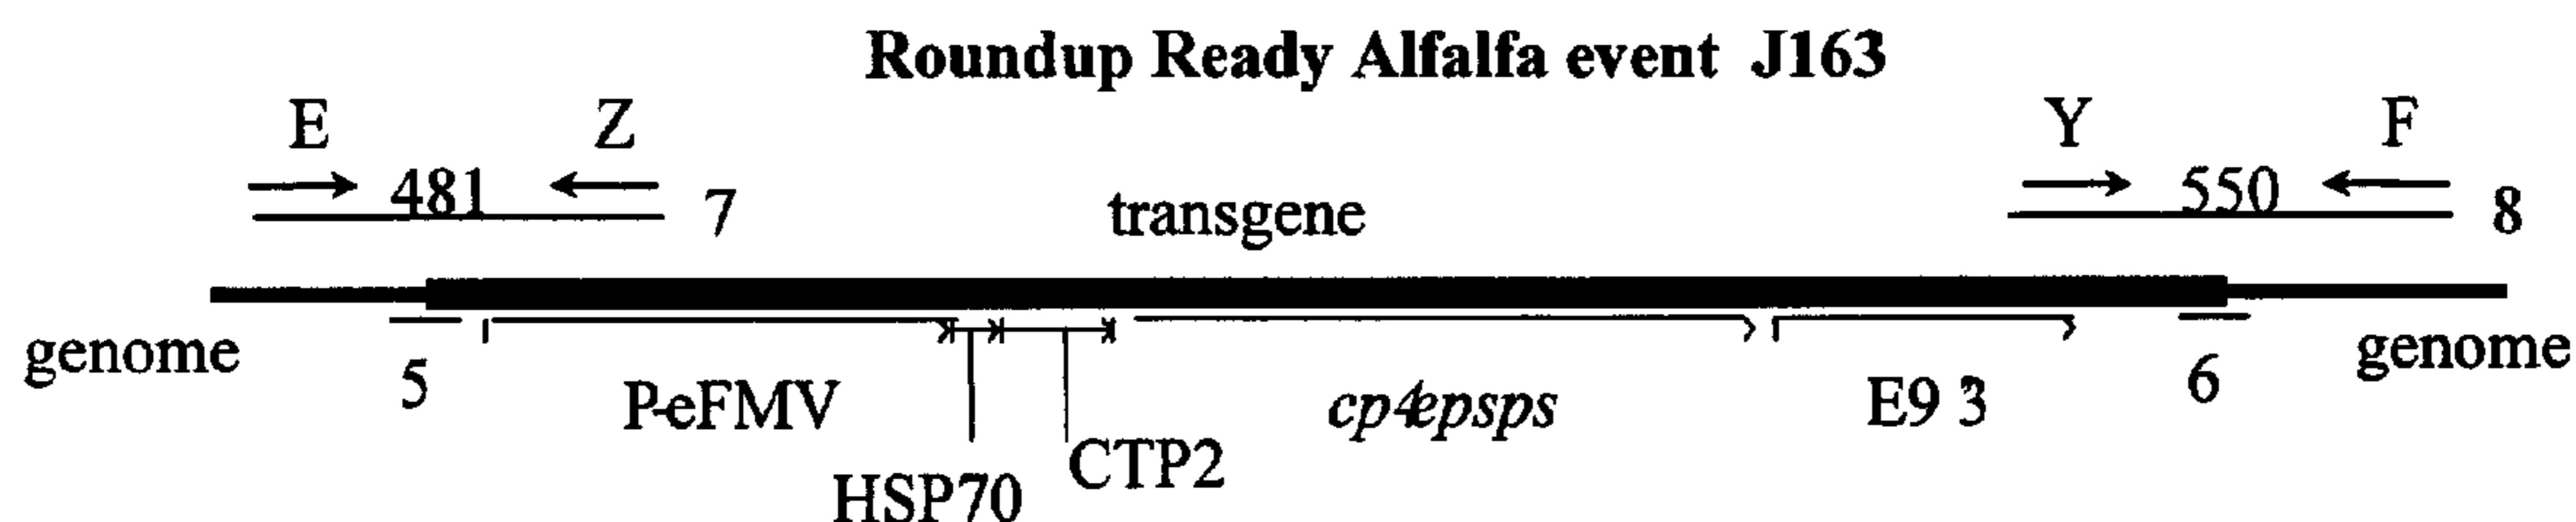 Roundup Ready Alfalfa event J163
E Z Y F
481 7 550 8
transgene
genome genome
5 P-eFMV cp4epsps E9 3 6
HSP70 CTP2